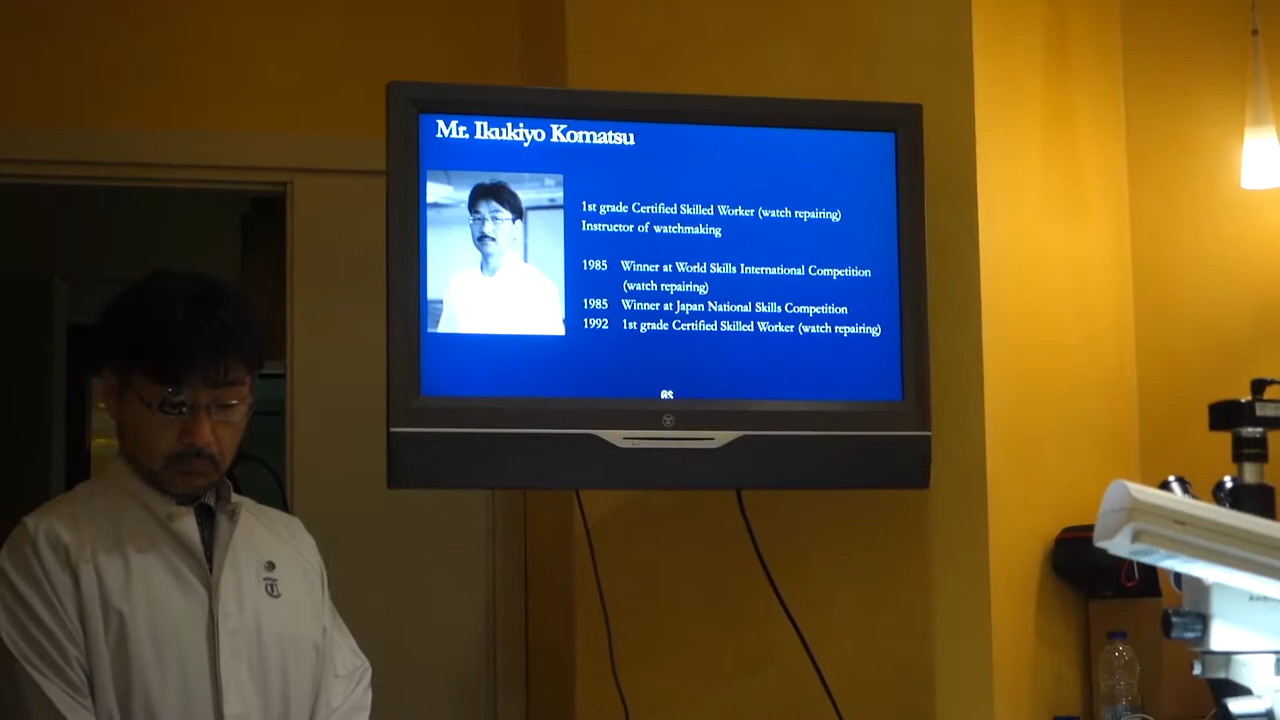 Mr. Ikukiyo Komatsu
1st grade Certified Skilled Worker (watch repairing)
Instructor of watchmaking
1985 Winner at World Skills International Competition
(watch repairing)
1985 Winner at Japan National Skills Competition
1992 1st grade Certified Skilled Worker (watch repairing)
GS